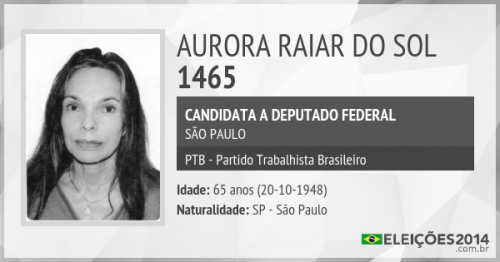 AURORA RAIAR DO SOL
1465
CANDIDATA A DEPUTADO FEDERAL
SÃO PAULO
PTB - Partido Trabalhista Brasileiro
Idade: 65 anos (20-10-1948)
Naturalidade: SP - São Paulo
ELEIÇÕES2014
.com.br